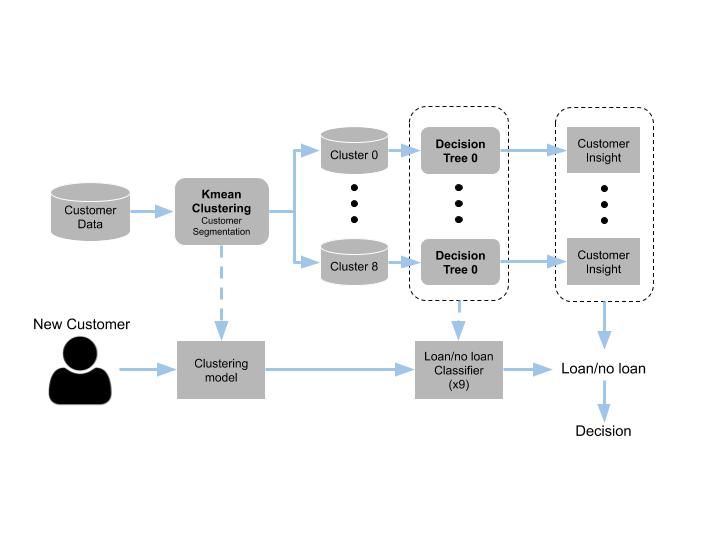 Customer
Data
Kmean
Clustering
Customer
Segmentation
Cluster 0
Decision
Tree 0
Customer
Insight
Cluster 8
Decision
Tree 0
Customer
Insight
New Customer
Clustering
model
Loan/no loan
Classifier
(x9)
Loan/no loan
Decision